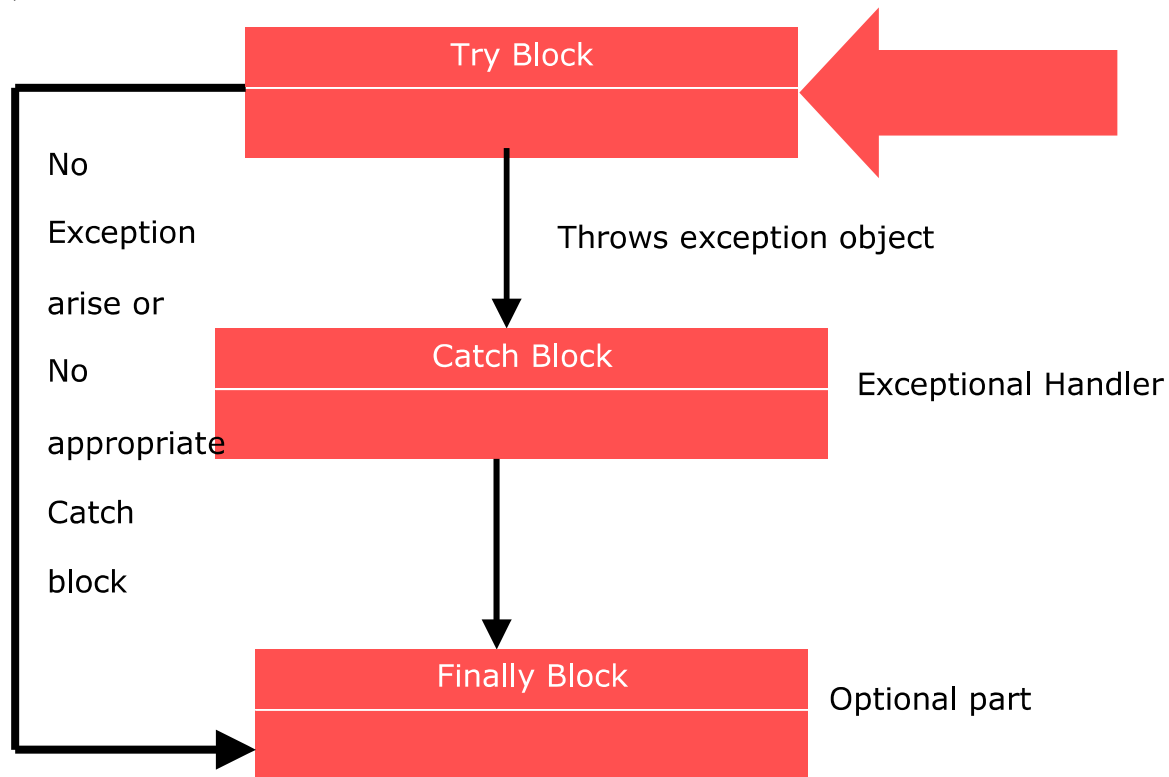 Try Block
No
Exception
arise or
No
appropriate
Catch
block
Throws exception object
Catch Block
Exceptional Handler
Finally Block
Optional part